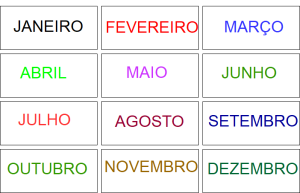 JANEIRO FEVEREIRO MARÇO
ABRIL MAIO JUNHO
JULHO AGOSTO SETEMBRO
OUTUBRO NOVEMBRO DEZEMBRO